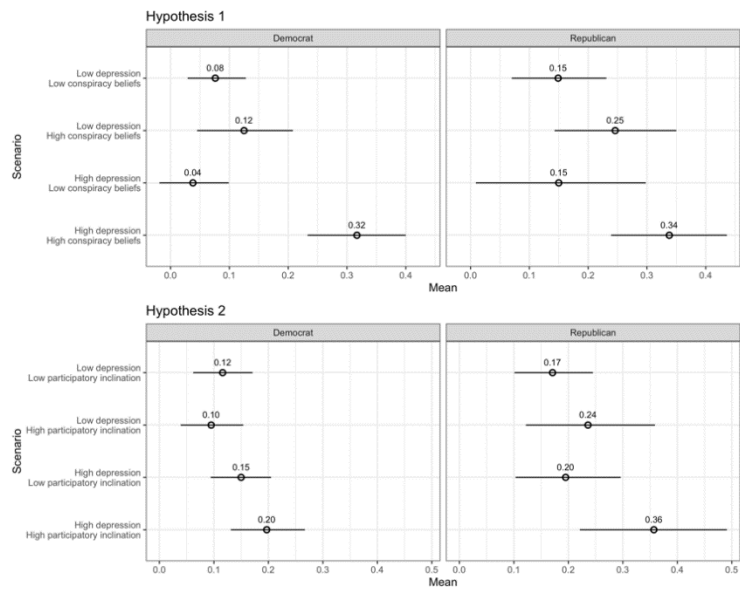 Hypothesis 1
Democrat
Republican
Scenario
Low depression
Low conspiracy beliefs
0.08
0.15
Low depression
High conspiracy beliefs
0.12
0.25
High depression
Low conspiracy beliefs
0.04
0.15
High depression
High conspiracy beliefs
0.32
0.34
0.0 0.1 0.2 0.3 0.4 0.0 0.1 0.2 0.3 0.4
Mean
Hypothesis 2
Democrat
Republican
Scenario
Low depression
Low participatory inclination
0.12
0.17
Low depression
High participatory inclination
0.10
0.24
High depression
Low participatory inclination
0.15
0.20
High depression
High participatory inclination
0.20
0.36
0.0 0.1 0.2 0.3 0.4 0.5 0.0 0.1 0.2 0.3 0.4 0.5
Mean